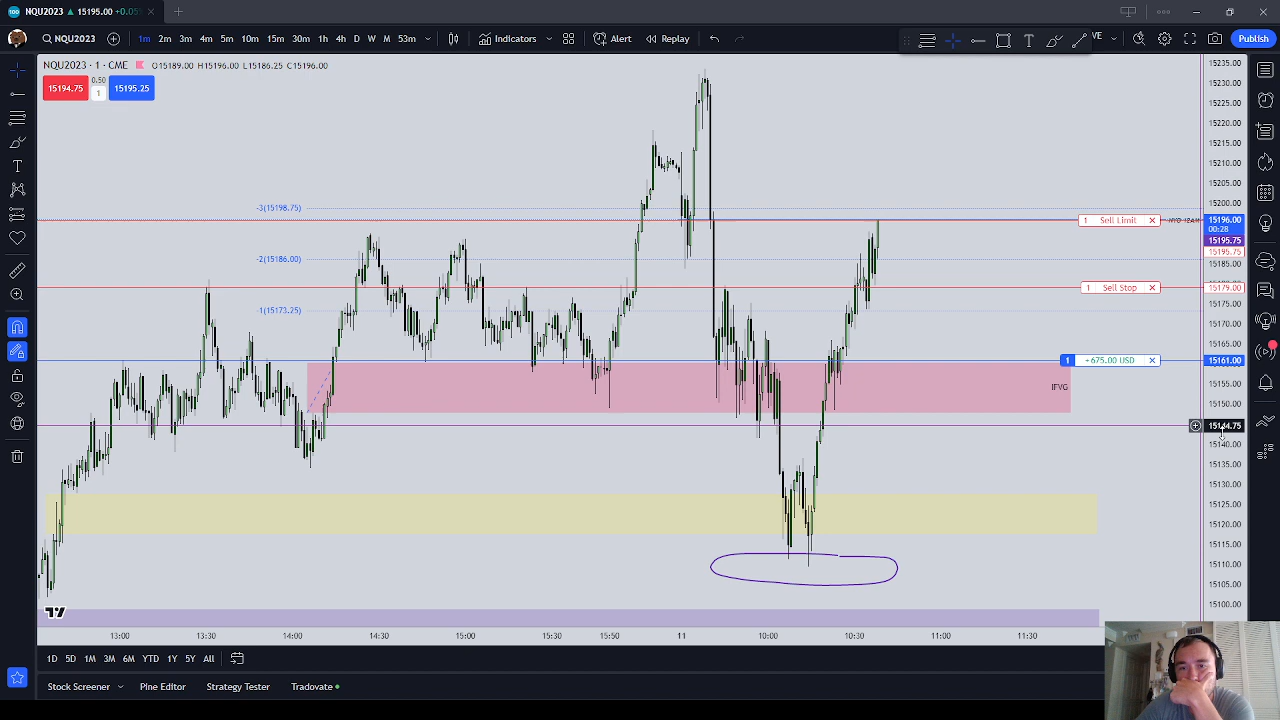 NQU2023 ▲ 15195.00 +0.05
NQU2023 1m 2m 3m 4m 5m 10m 15m 30m 1h 4h D W M 53m Indicators Alert Replay VE Publish
NQU2023 · 1 · CME O15189.00 H15196.00 L15186.25 C15196.00
15194.75 0.50 1 15195.25
15235.00
15230.00
15225.00
15220.00
15215.00
15210.00
15205.00
-3(15198.75) 15200.00
1 Sell Limit NYO 12AM 15196.00
00:28
15195.75
15195.75
-2(15186.00) 15185.00
1 Sell Stop 15179.00
-1(15173.25) 15175.00
15170.00
15165.00
1 +675.00 USD 15161.00
IFVG 15155.00
15150.00
15144.75
15140.00
15135.00
15130.00
15125.00
15120.00
15115.00
15110.00
15105.00
15100.00
13:00 13:30 14:00 14:30 15:00 15:50 11 10:00 10:30 11:00 11:30
1D 5D 1M 3M 6M YTD 1Y 5Y All
Stock Screener Pine Editor Strategy Tester Tradovate